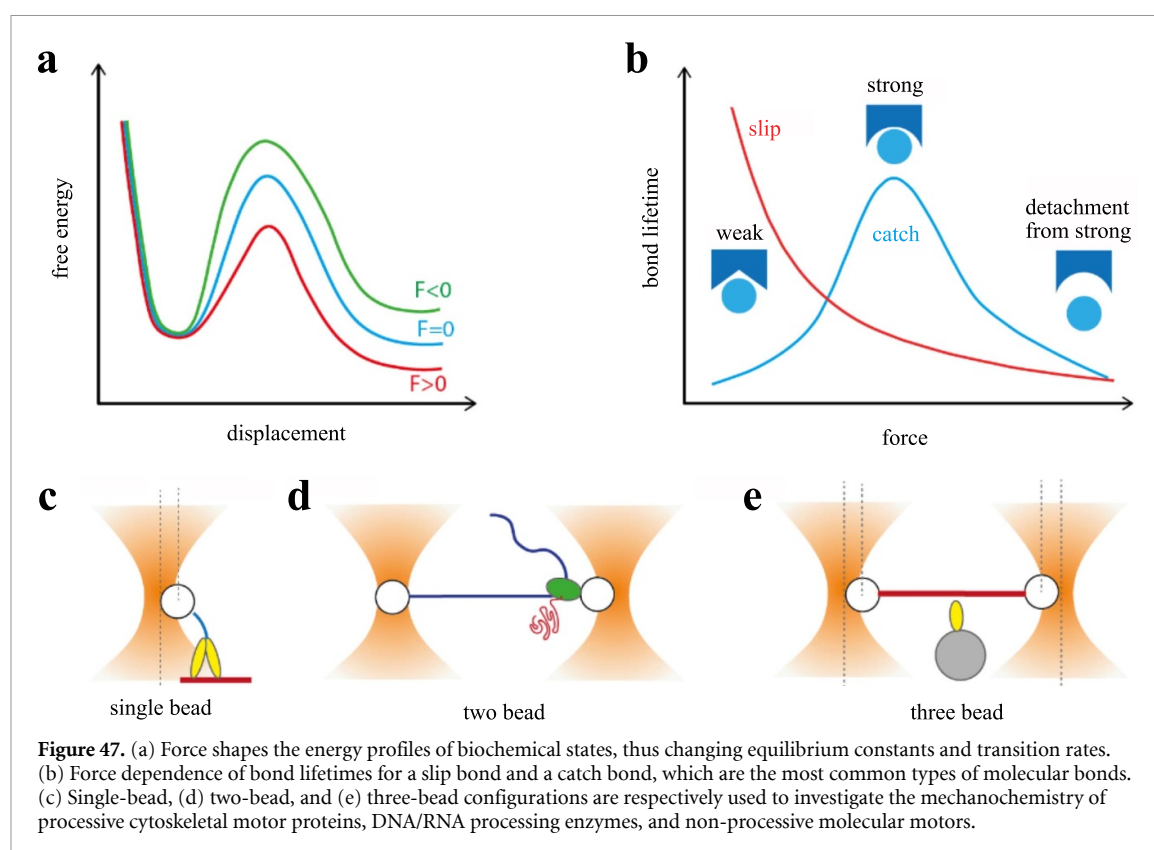 a
free energy
F<0
F=0
F>0
displacement
b
bond lifetime
slip
strong
weak
catch
detachment
from strong
force
c
single bead
d
two bead
e
three bead
Figure 47. (a) Force shapes the energy profiles of biochemical states, thus changing equilibrium constants and transition rates.
(b) Force dependence of bond lifetimes for a slip bond and a catch bond, which are the most common types of molecular bonds.
(c) Single-bead, (d) two-bead, and (e) three-bead configurations are respectively used to investigate the mechanochemistry of
processive cytoskeletal motor proteins, DNA/RNA processing enzymes, and non-processive molecular motors.